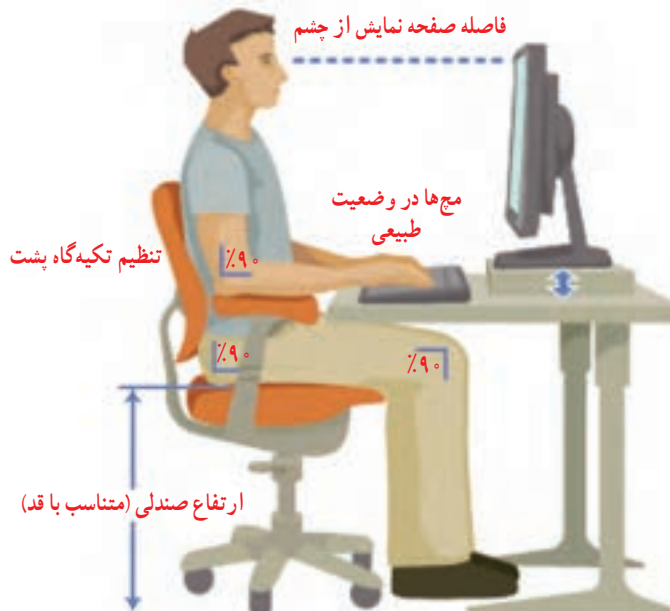 فاصله صفحه نمایش از چشم
مچ‌ها در وضعیت
طبیعی
تنظیم تکیه‌گاه پشت
٪۹۰
٪۹۰
٪۹۰
ارتفاع صندلی (متناسب با قد)